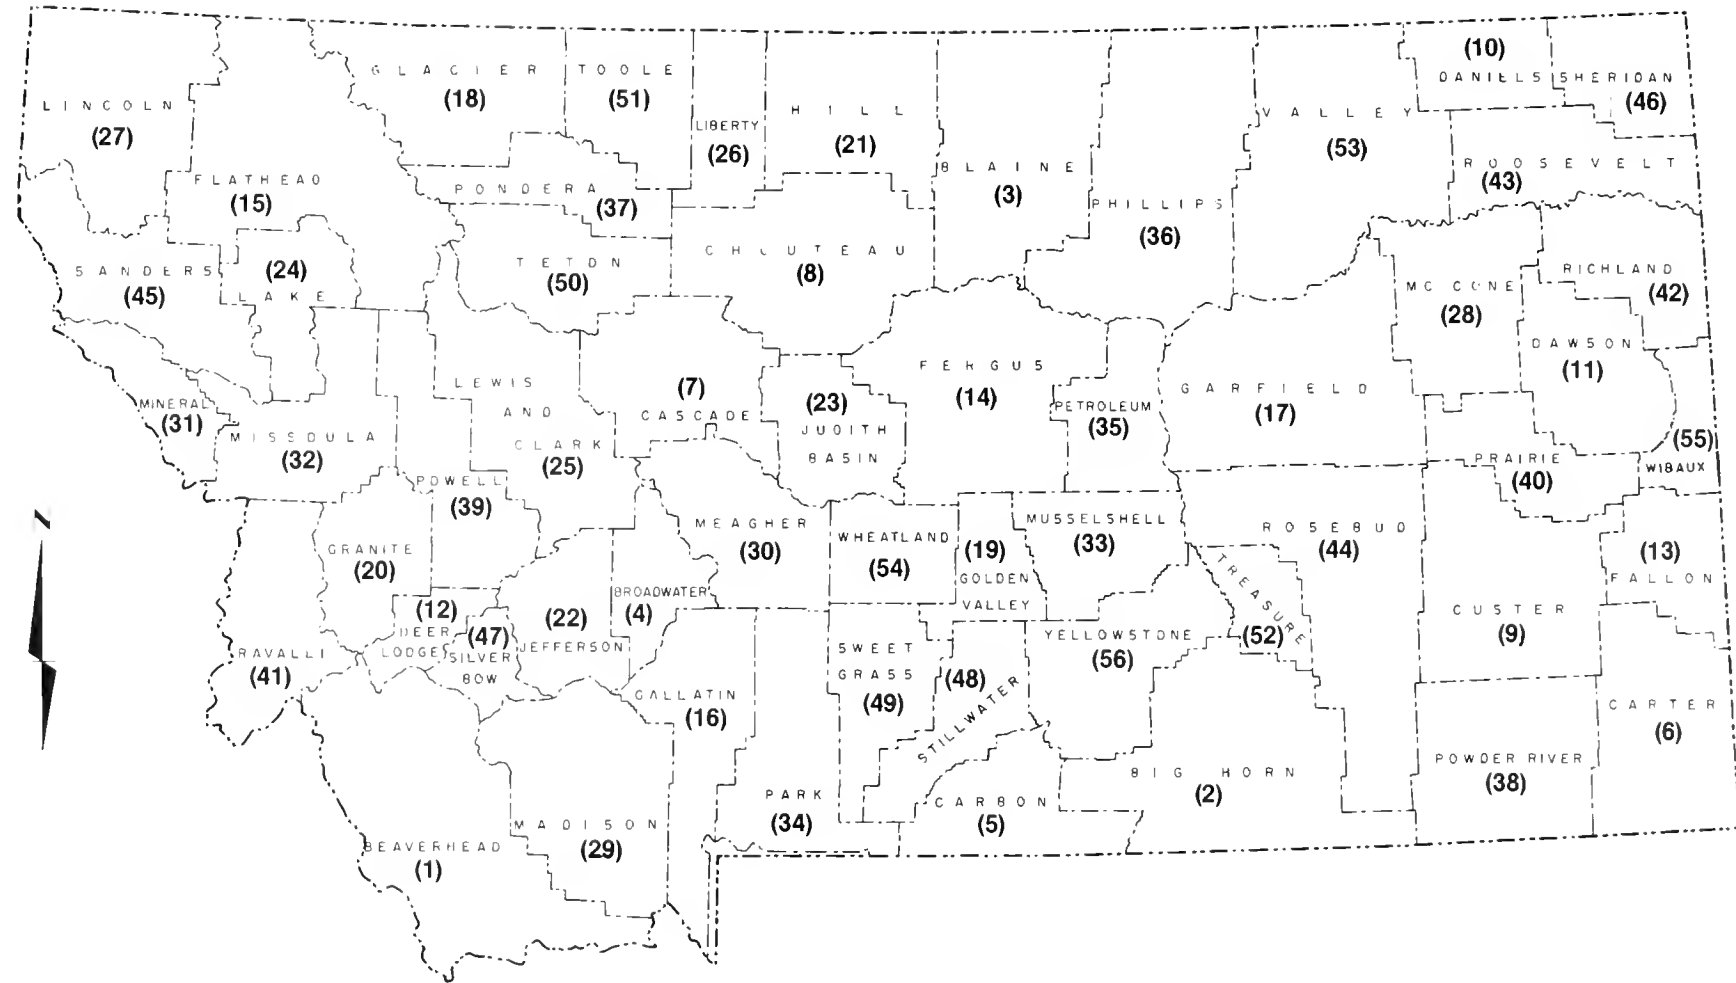 LINCOLN
(27)
GLACIER
(18)
TOOLE
(51)
LIBERTY
(26)
HILL
(21)
BLAINE
(3)
PHILLIPS
(36)
VALLEY
(53)
(10)
DANIELS
SHERIDAN
(46)
ROOSEVELT
(43)
FLATHEAD
(15)
PONDERA
(37)
SANDERS
(45)
(24)
LAKE
TETON
(50)
CHOUTEAU
(8)
MC CONE
(28)
RICHLAND
(42)
DAWSON
(11)
MINERAL
(31)
MISSOULA
(32)
LEWIS
AND
CLARK
(25)
(7)
CASCADE
(23)
JUDITH
BASIN
FERGUS
(14)
PETROLEUM
(35)
GARFIELD
(17)
PRAIRIE
(40)
(55)
WIBAUX
POWELL
(39)
GRANITE
(20)
MEAGHER
(30)
WHEATLAND
(54)
(19)
GOLDEN
VALLEY
MUSSELSHELL
(33)
ROSEBUD
(44)
TREASURE
(52)
CUSTER
(9)
(13)
FALLON
RAVALLI
(41)
(12)
DEER
LODGE
(47)
SILVER
BOW
(22)
JEFFERSON
BROADWATER
(4)
GALLATIN
(16)
SWEET
GRASS
(49)
(48)
STILLWATER
YELLOWSTONE
(56)
BEAVERHEAD
(1)
MADISON
(29)
PARK
(34)
CARBON
(5)
BIG HORN
(2)
POWDER RIVER
(38)
CARTER
(6)
N